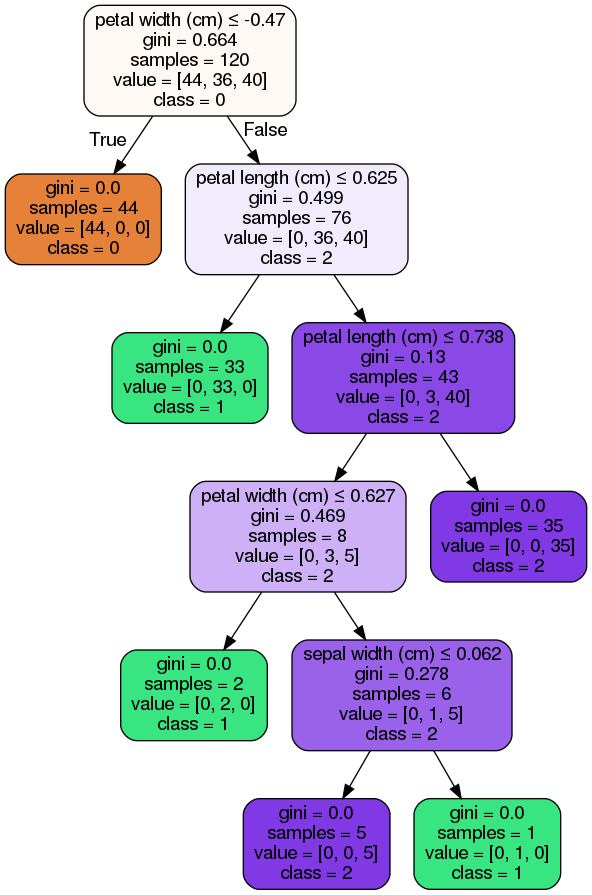 petal width (cm) ≤ -0.47
gini = 0.664
samples = 120
value = [44, 36, 40]
class = 0
True
False
gini = 0.0
samples = 44
value = [44, 0, 0]
class = 0
petal length (cm) ≤ 0.625
gini = 0.499
samples = 76
value = [0, 36, 40]
class = 2
gini = 0.0
samples = 33
value = [0, 33, 0]
class = 1
petal length (cm) ≤ 0.738
gini = 0.13
samples = 43
value = [0, 3, 40]
class = 2
petal width (cm) ≤ 0.627
gini = 0.469
samples = 8
value = [0, 3, 5]
class = 2
gini = 0.0
samples = 35
value = [0, 0, 35]
class = 2
gini = 0.0
samples = 2
value = [0, 2, 0]
class = 1
sepal width (cm) ≤ 0.062
gini = 0.278
samples = 6
value = [0, 1, 5]
class = 2
gini = 0.0
samples = 5
value = [0, 0, 5]
class = 2
gini = 0.0
samples = 1
value = [0, 1, 0]
class = 1